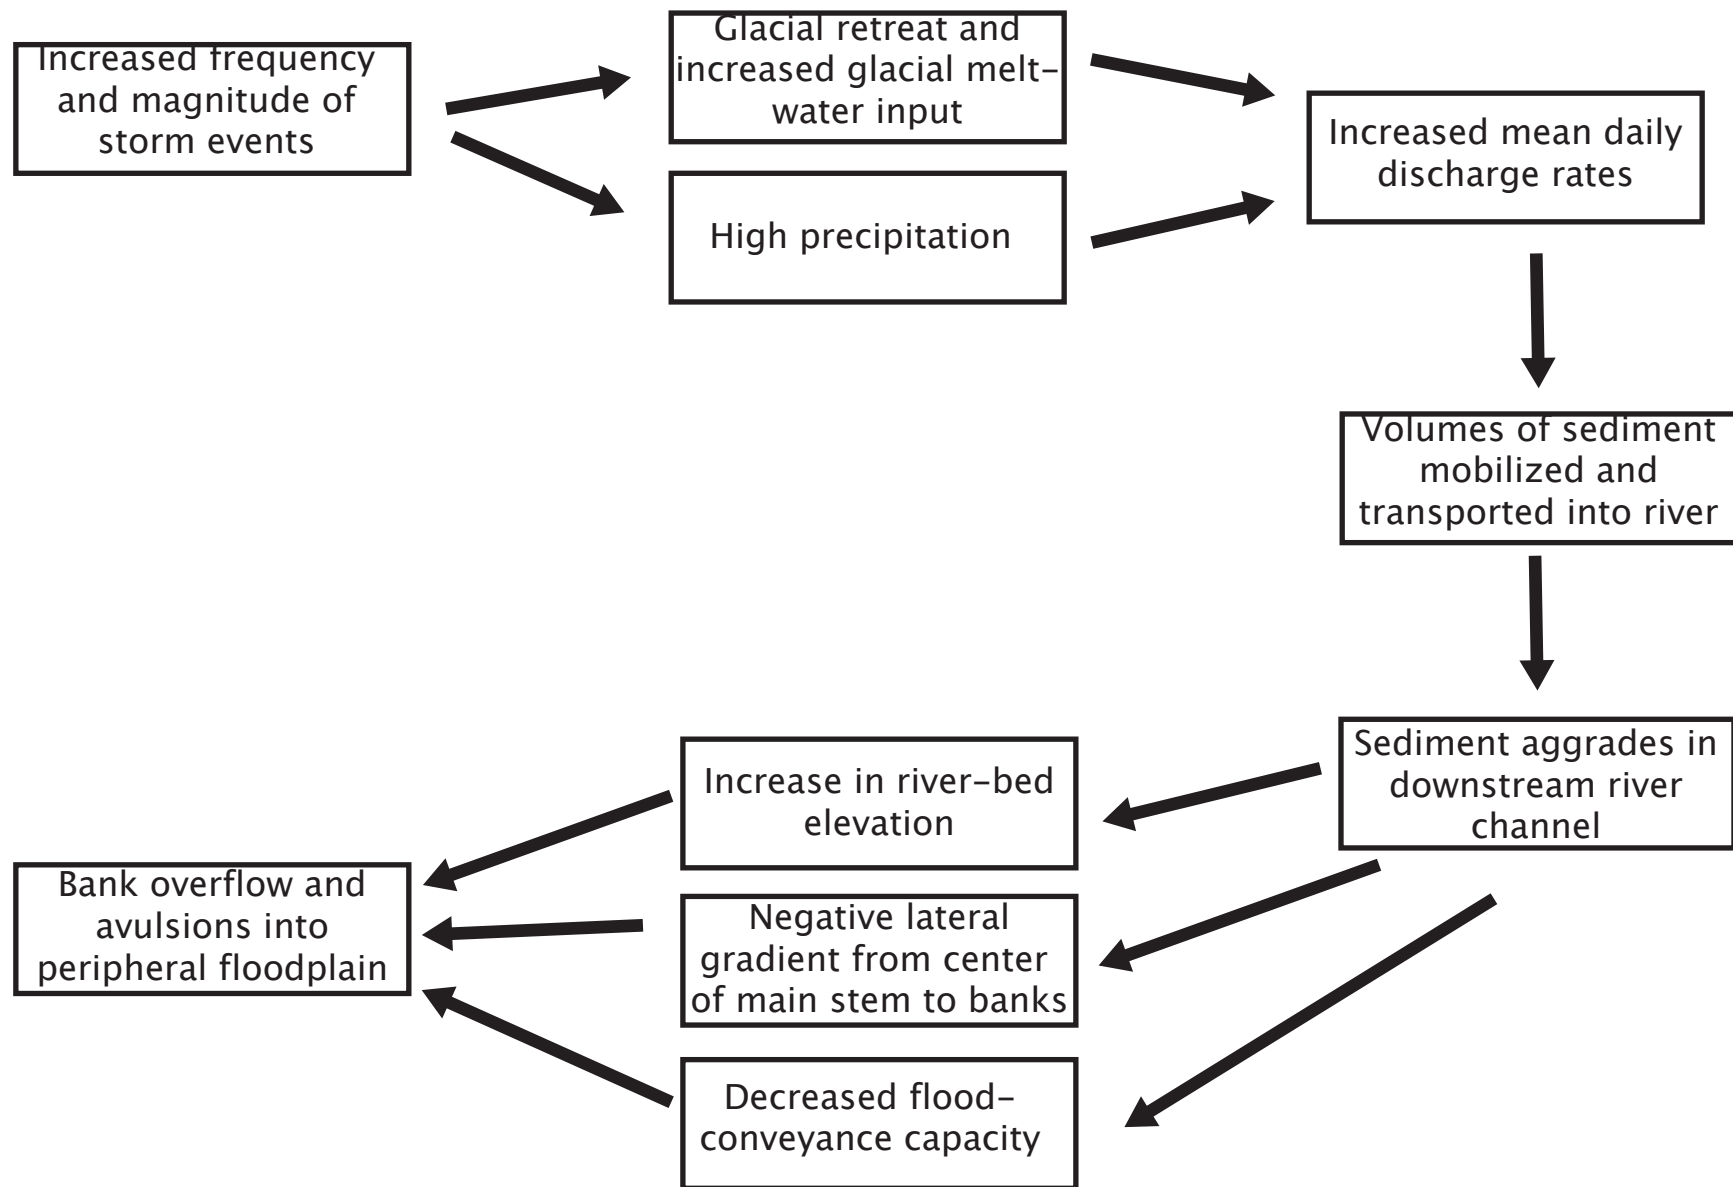 Increased frequency
and magnitude of
storm events
Glacial retreat and
increased glacial melt-
water input
High precipitation
Increased mean daily
discharge rates
Volumes of sediment
mobilized and
transported into river
Sediment aggrades in
downstream river
channel
Increase in river-bed
elevation
Negative lateral
gradient from center
of main stem to banks
Decreased flood-
conveyance capacity
Bank overflow and
avulsions into
peripheral floodplain